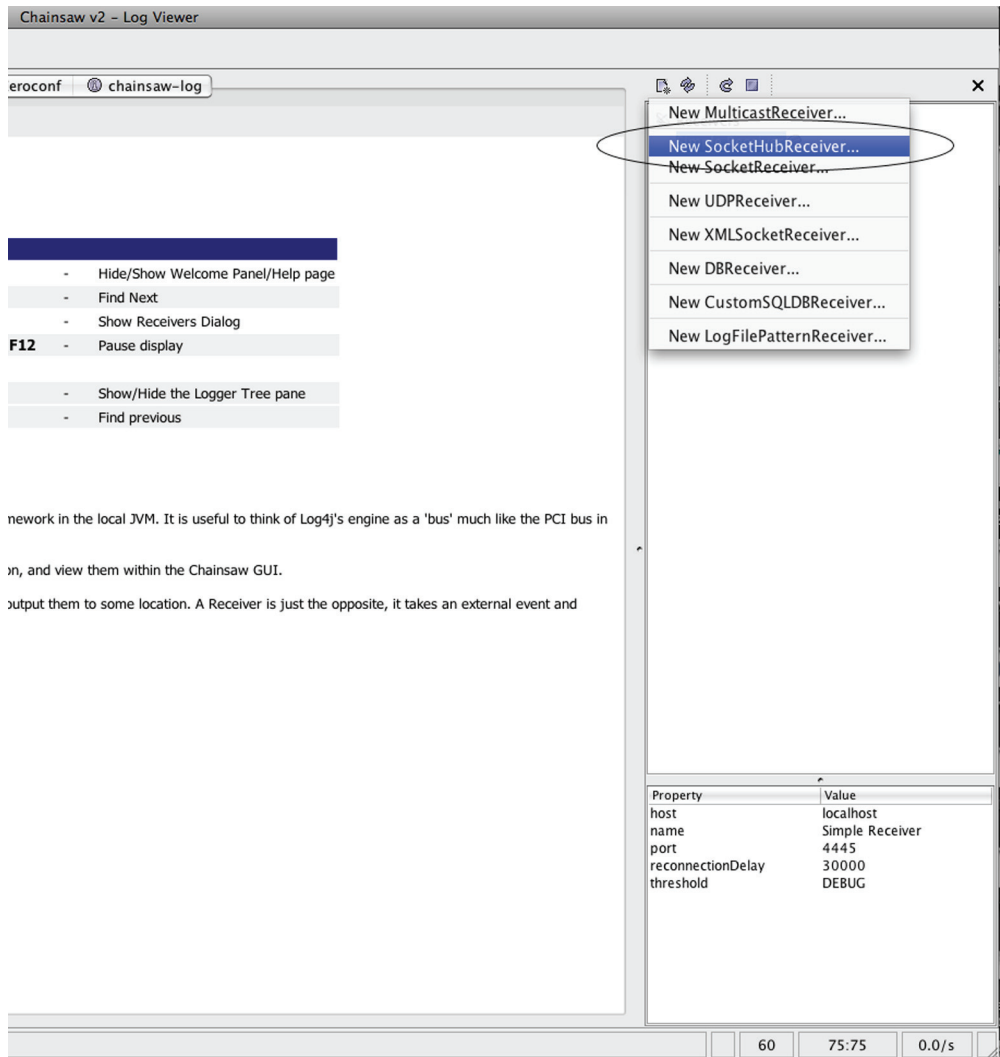 Chainsaw v2 – Log Viewer
eroconf
chainsaw-log
New MulticastReceiver...
New SocketHubReceiver...
New SocketReceiver...
New UDPReceiver...
New XMLSocketReceiver...
New DBReceiver...
New CustomSQLDBReceiver...
New LogFilePatternReceiver...
- Hide/Show Welcome Panel/Help page
- Find Next
- Show Receivers Dialog
F12 - Pause display
- Show/Hide the Logger Tree pane
- Find previous
nework in the local JVM. It is useful to think of Log4j's engine as a 'bus' much like the PCI bus in
on, and view them within the Chainsaw GUI.
output them to some location. A Receiver is just the opposite, it takes an external event and
Property Value
host localhost
name Simple Receiver
port 4445
reconnectionDelay 30000
threshold DEBUG
60 75:75 0.0/s